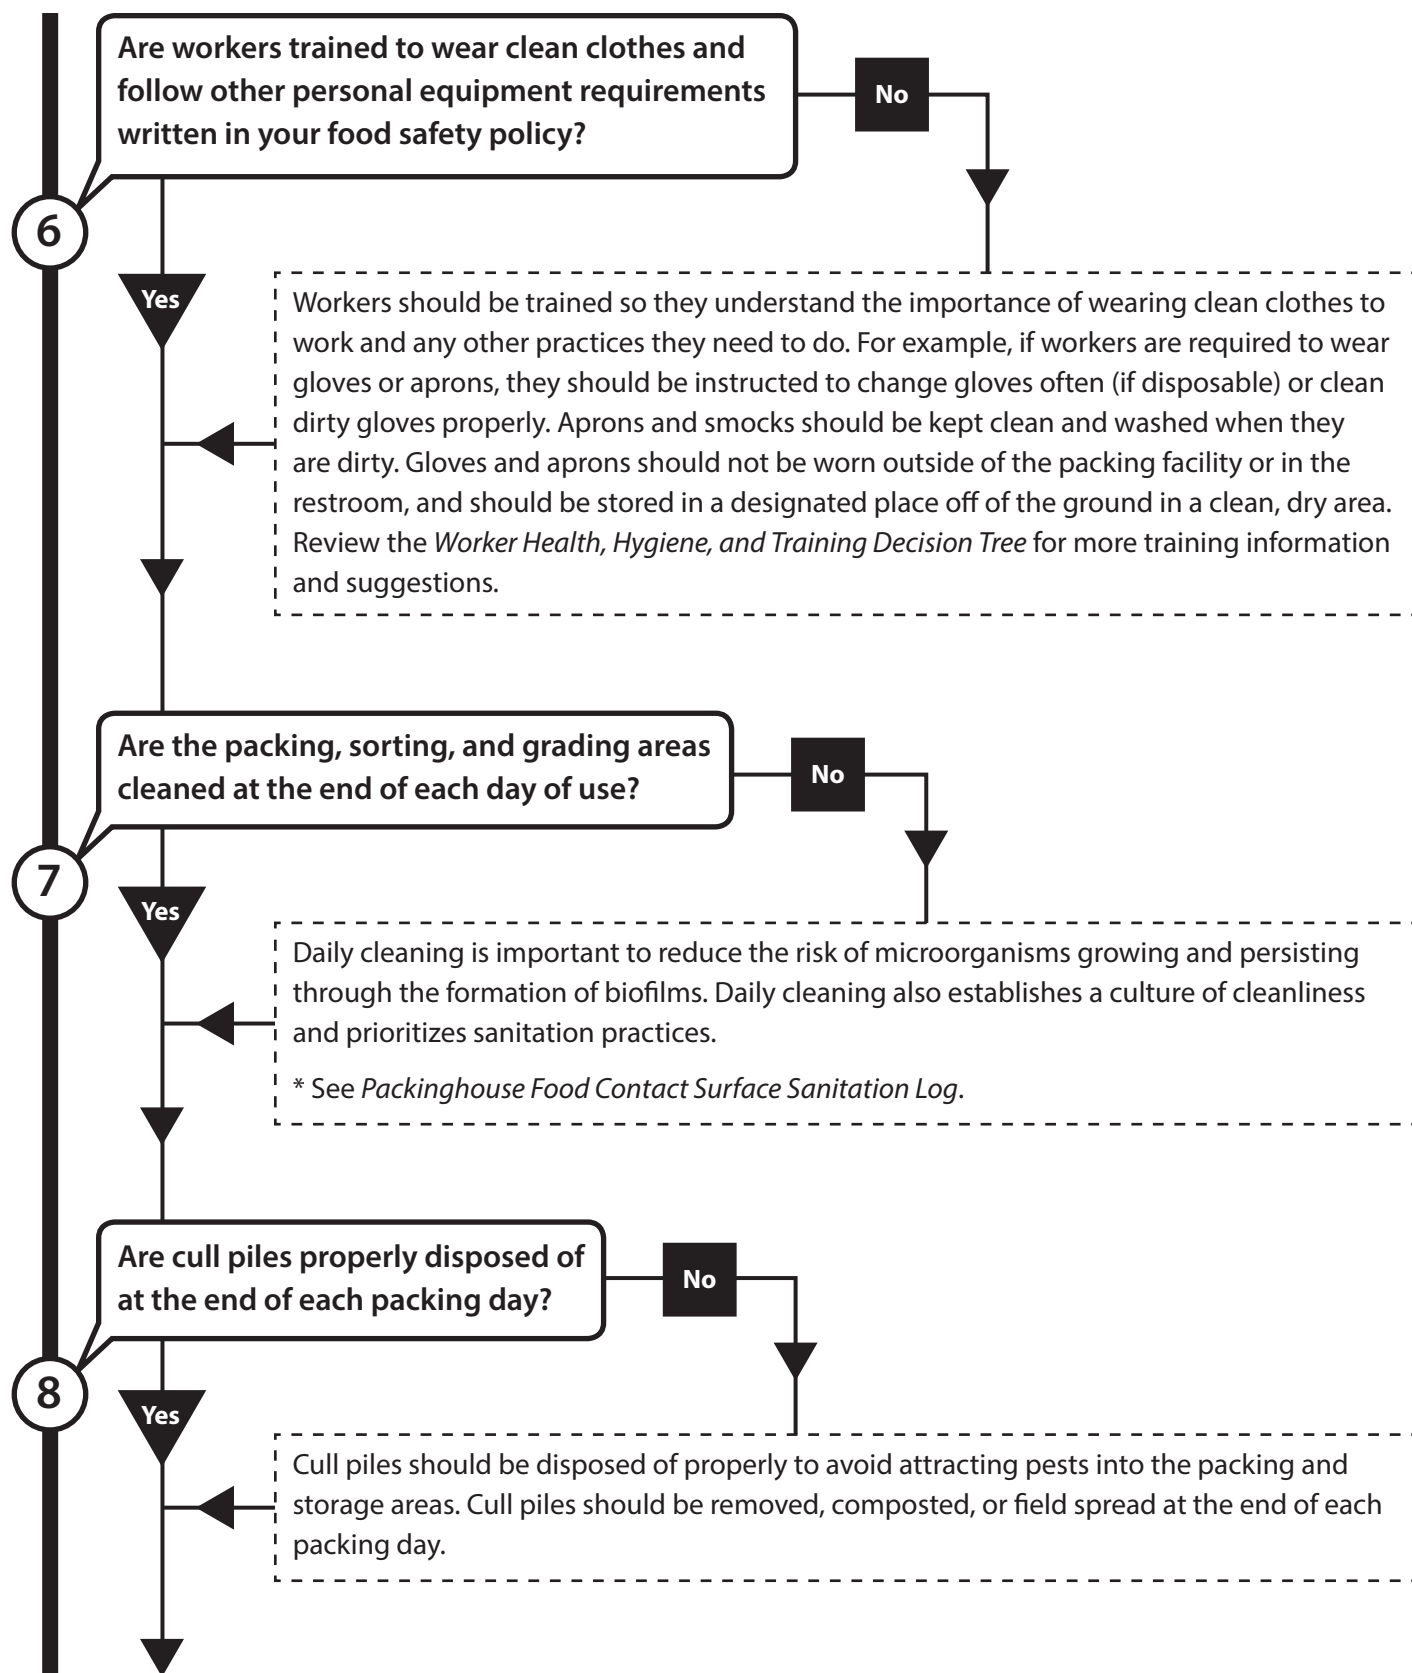 Are workers trained to wear clean clothes and
follow other personal equipment requirements
written in your food safety policy?
No
6
Yes
Workers should be trained so they understand the importance of wearing clean clothes to
work and any other practices they need to do. For example, if workers are required to wear
gloves or aprons, they should be instructed to change gloves often (if disposable) or clean
dirty gloves properly. Aprons and smocks should be kept clean and washed when they
are dirty. Gloves and aprons should not be worn outside of the packing facility or in the
restroom, and should be stored in a designated place off of the ground in a clean, dry area.
Review the Worker Health, Hygiene, and Training Decision Tree for more training information
and suggestions.
Are the packing, sorting, and grading areas
cleaned at the end of each day of use?
No
7
Yes
Daily cleaning is important to reduce the risk of microorganisms growing and persisting
through the formation of biofilms. Daily cleaning also establishes a culture of cleanliness
and prioritizes sanitation practices.
* See Packinghouse Food Contact Surface Sanitation Log.
Are cull piles properly disposed of
at the end of each packing day?
No
8
Yes
Cull piles should be disposed of properly to avoid attracting pests into the packing and
storage areas. Cull piles should be removed, composted, or field spread at the end of each
packing day.